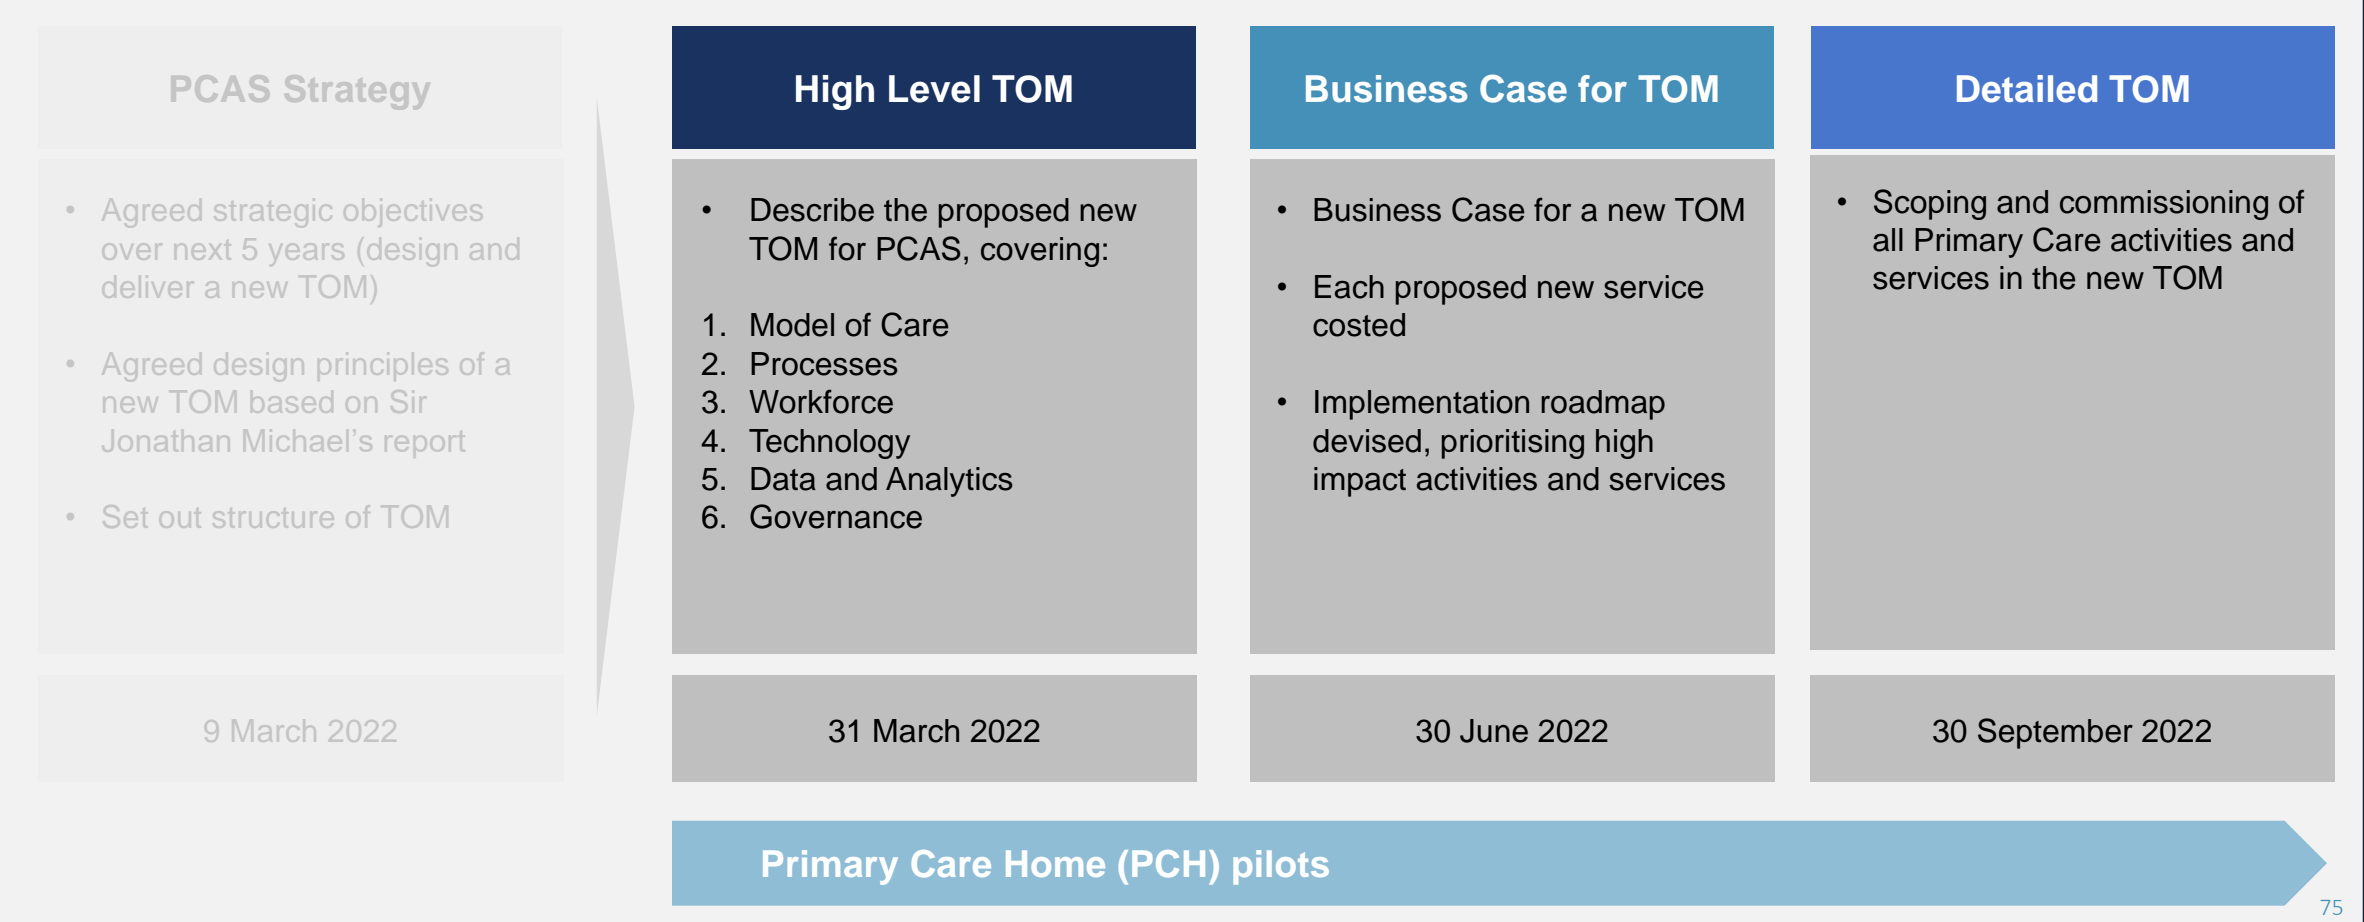 PCAS Strategy
• Agreed strategic objectives
over next 5 years (design and
deliver a new TOM)
• Agreed design principles of a
new TOM based on Sir
Jonathan Michael’s report
• Set out structure of TOM
9 March 2022
High Level TOM
• Describe the proposed new
TOM for PCAS, covering:
1. Model of Care
2. Processes
3. Workforce
4. Technology
5. Data and Analytics
6. Governance
31 March 2022
Business Case for TOM
• Business Case for a new TOM
• Each proposed new service
costed
• Implementation roadmap
devised, prioritising high
impact activities and services
30 June 2022
Detailed TOM
• Scoping and commissioning of
all Primary Care activities and
services in the new TOM
30 September 2022
Primary Care Home (PCH) pilots
75